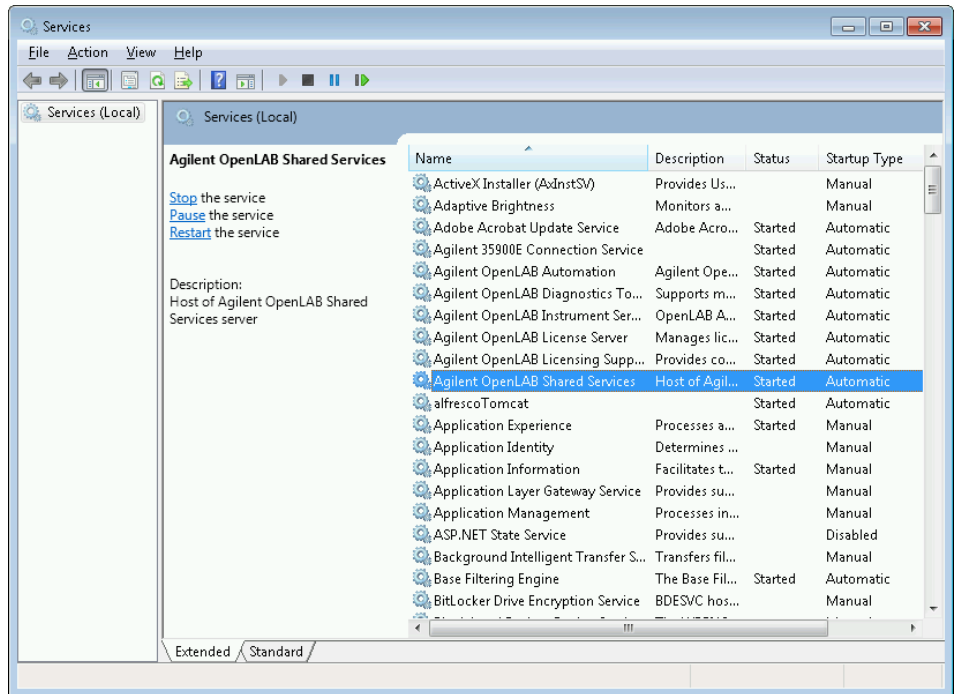 Services
File Action View Help
Services (Local)
Services (Local)
Agilent OpenLAB Shared Services
Stop the service
Pause the service
Restart the service
Description:
Host of Agilent OpenLAB Shared
Services server
Name Description Status Startup Type
ActiveX Installer (AxInstSV) Provides Us... Manual
Adaptive Brightness Monitors a... Manual
Adobe Acrobat Update Service Adobe Acro... Started Automatic
Agilent 35900E Connection Service Started Automatic
Agilent OpenLAB Automation Agilent Ope... Started Automatic
Agilent OpenLAB Diagnostics To... Supports m... Started Automatic
Agilent OpenLAB Instrument Ser... OpenLAB A... Started Automatic
Agilent OpenLAB License Server Manages lic... Started Automatic
Agilent OpenLAB Licensing Supp... Provides co... Started Automatic
Agilent OpenLAB Shared Services Host of Agil... Started Automatic
alfrescoTomcat Started Automatic
Application Experience Processes a... Started Manual
Application Identity Determines ... Manual
Application Information Facilitates t... Started Manual
Application Layer Gateway Service Provides su... Manual
Application Management Processes in... Manual
ASP.NET State Service Provides su... Disabled
Background Intelligent Transfer S... Transfers fil... Manual
Base Filtering Engine The Base Fil... Started Automatic
BitLocker Drive Encryption Service BDESVC hos... Manual
Extended Standard